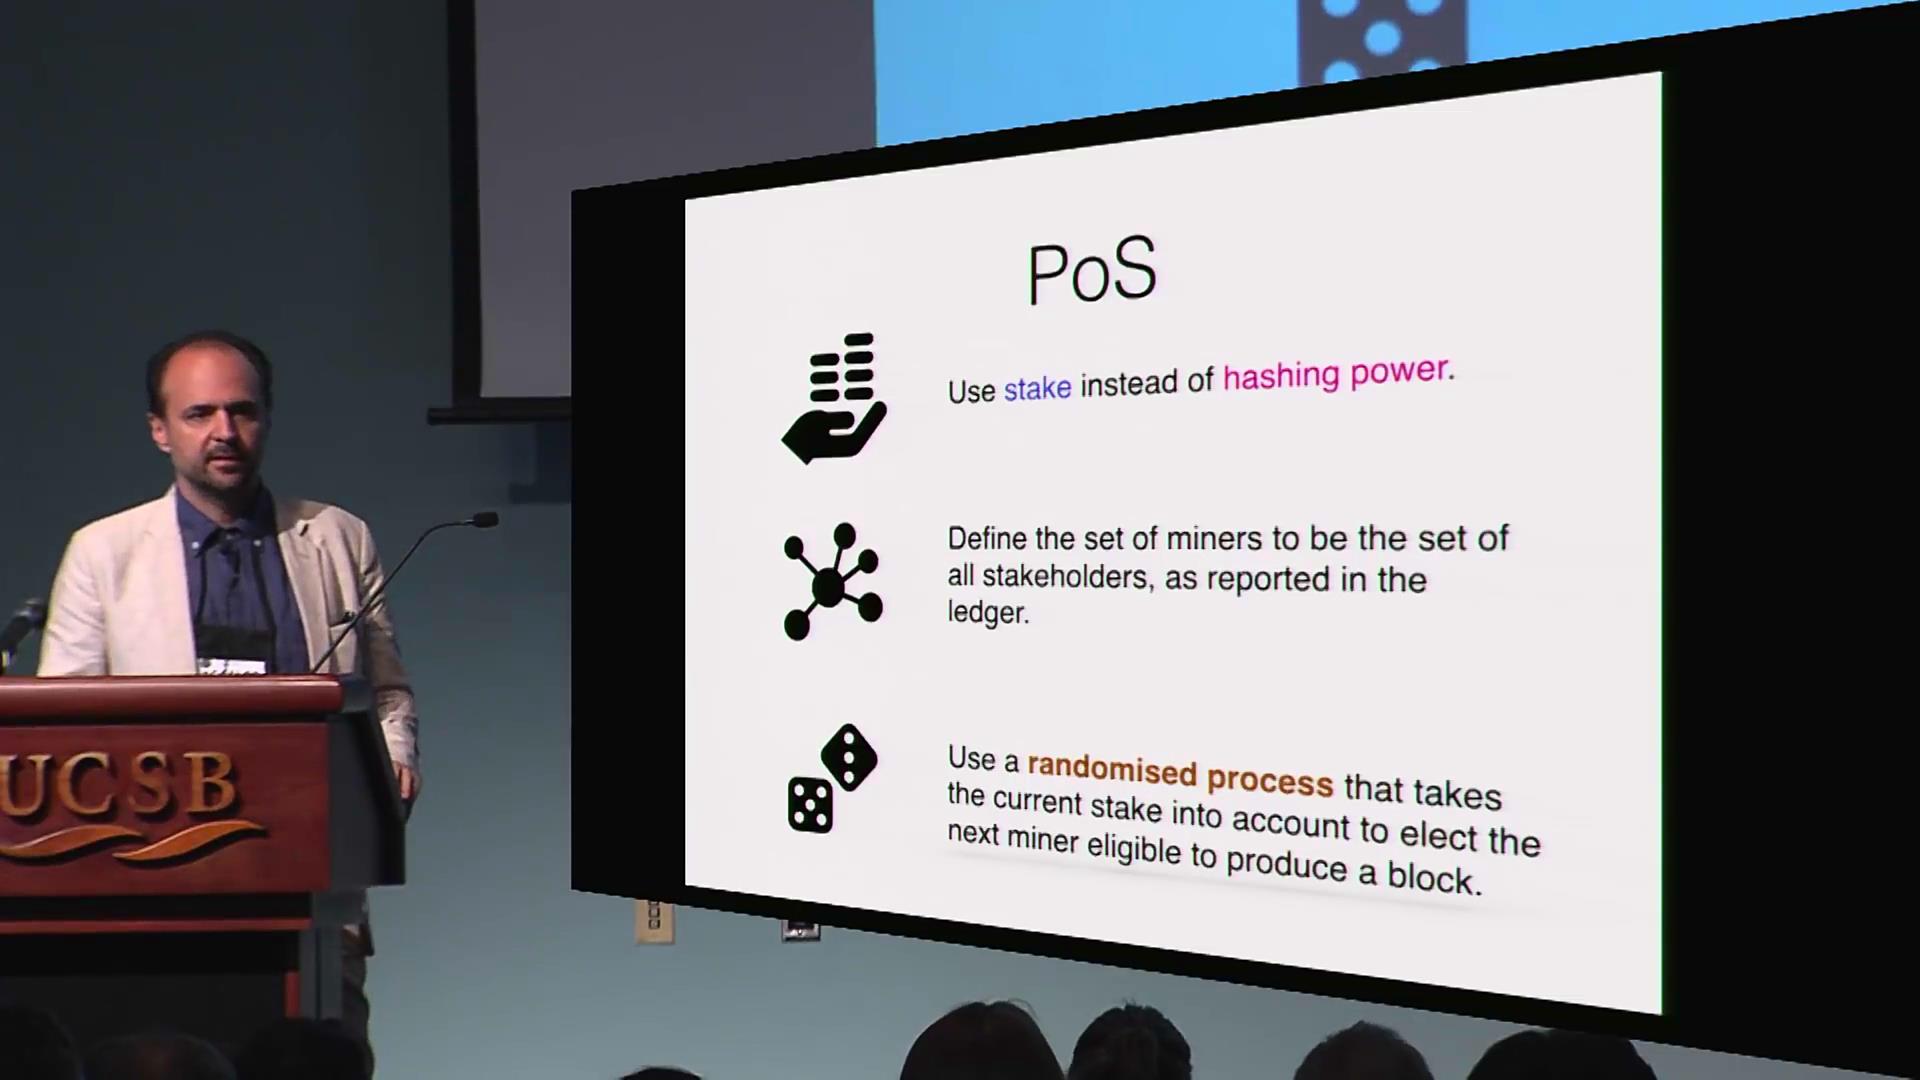 PoS
Use stake instead of hashing power.
Define the set of miners to be the set of
all stakeholders, as reported in the
ledger.
Use a randomised process that takes
the current stake into account to elect the
next miner eligible to produce a block.
UCSB